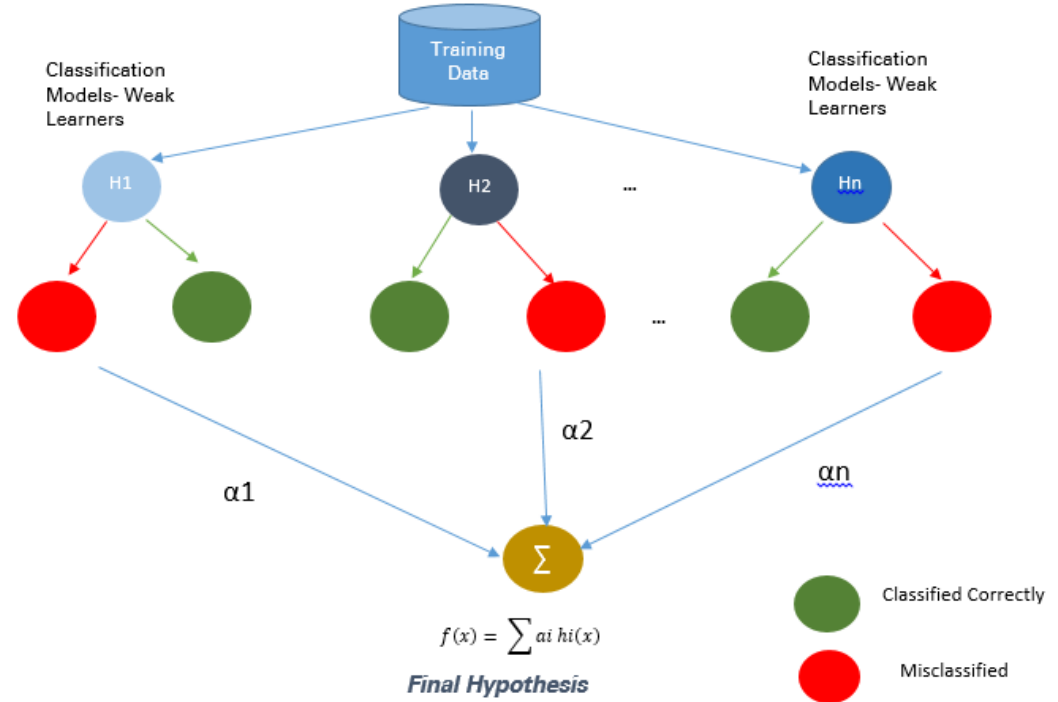 Training
Data
Classification
Models- Weak
Learners
Classification
Models- Weak
Learners
H1
H2
...
Hn
...
α1
α2
αn
∑
f(x) = ∑ ai hi(x)
Final Hypothesis
Classified Correctly
Misclassified